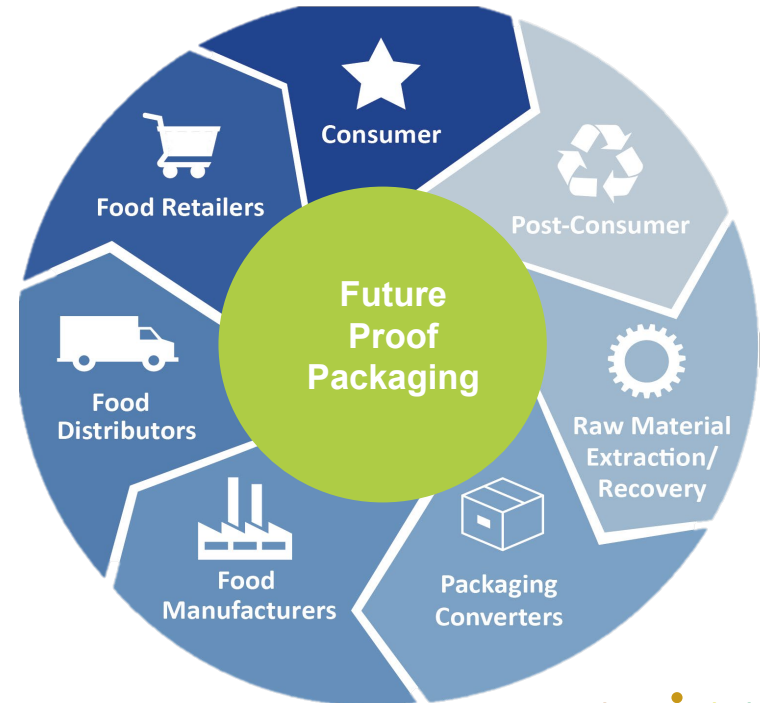 Consumer
Post-Consumer
Raw Material
Extraction/
Recovery
Packaging
Converters
Food
Manufacturers
Food
Distributors
Food Retailers
Future
Proof
Packaging